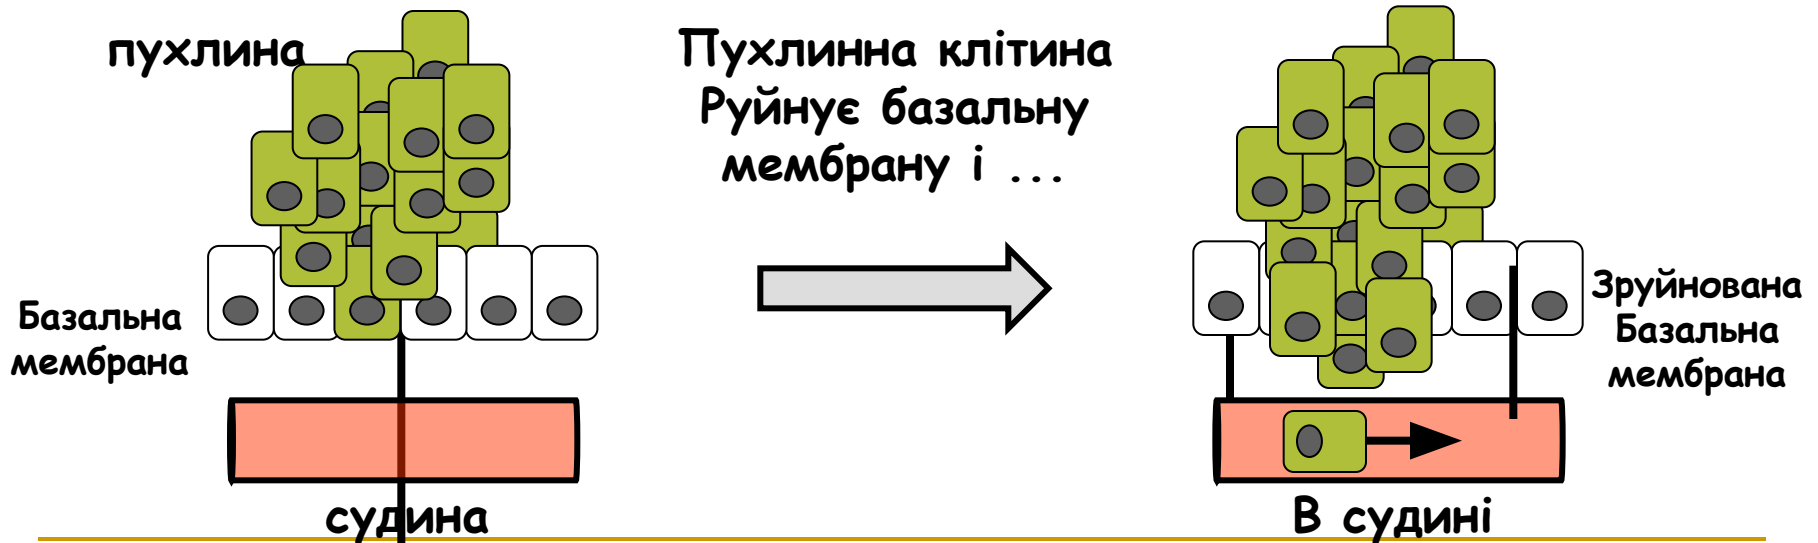 пухлина
Базальна
мембрана
судина
Пухлинна клітина
Руйнує базальну
мембрану і ...
Зруйнована
Базальна
мембрана
В судині